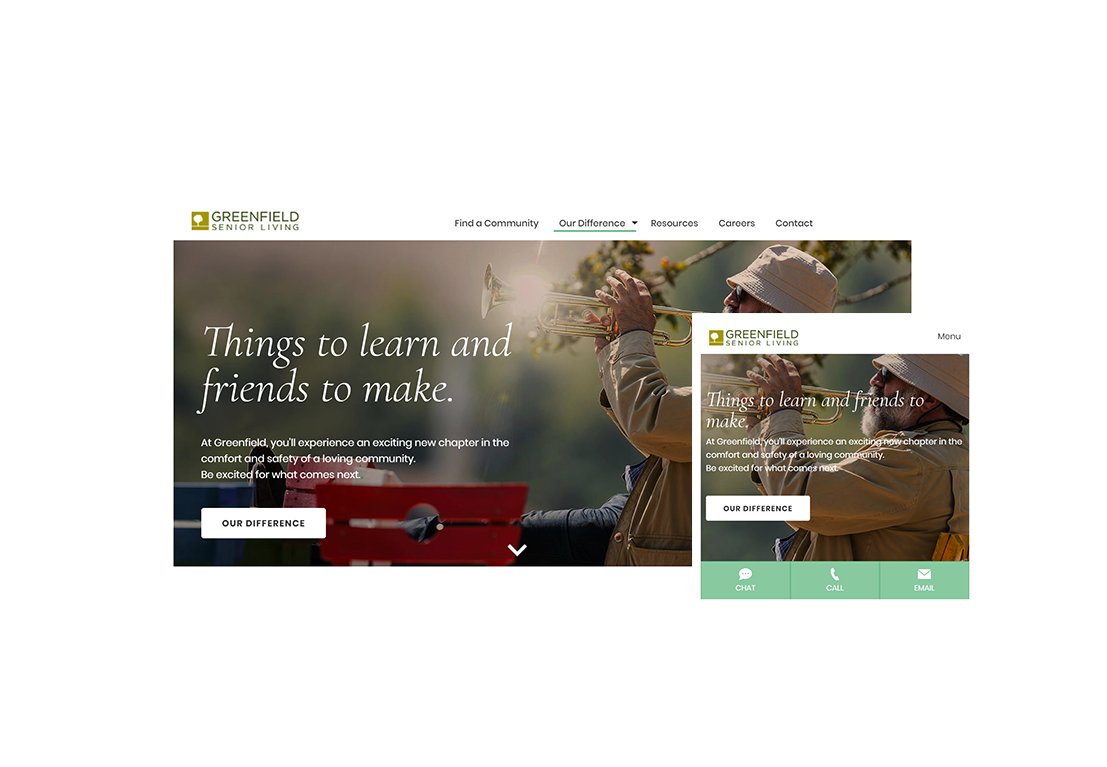 GREENFIELD
SENIOR LIVING
Find a Community Our Difference Resources Careers Contact
Things to learn and
friends to make.
At Greenfield, you'll experience an exciting new chapter in the
comfort and safety of a loving community.
Be excited for what comes next.
OUR DIFFERENCE
GREENFIELD
SENIOR LIVING
Menu
Things to learn and friends to
make.
At Greenfield, you'll experience an exciting new chapter in the
comfort and safety of a loving community.
Be excited for what comes next.
OUR DIFFERENCE
CHAT CALL EMAIL